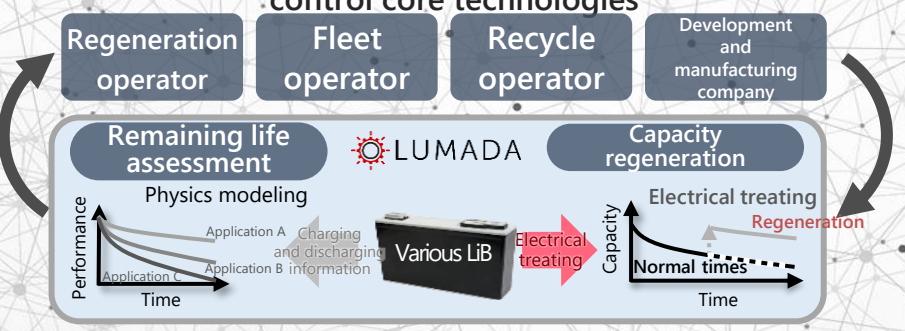 control core technologies
Regeneration
operator
Fleet
operator
Recycle
operator
Development
and
manufacturing
company
Remaining life
assessment
LUMADA
Capacity
regeneration
Physics modeling
Performance
Application A
Application B
Application C
Time
Charging
and discharging
information
Various LiB
Electrical
treating
Electrical treating
Regeneration
Capacity
Normal times
Time